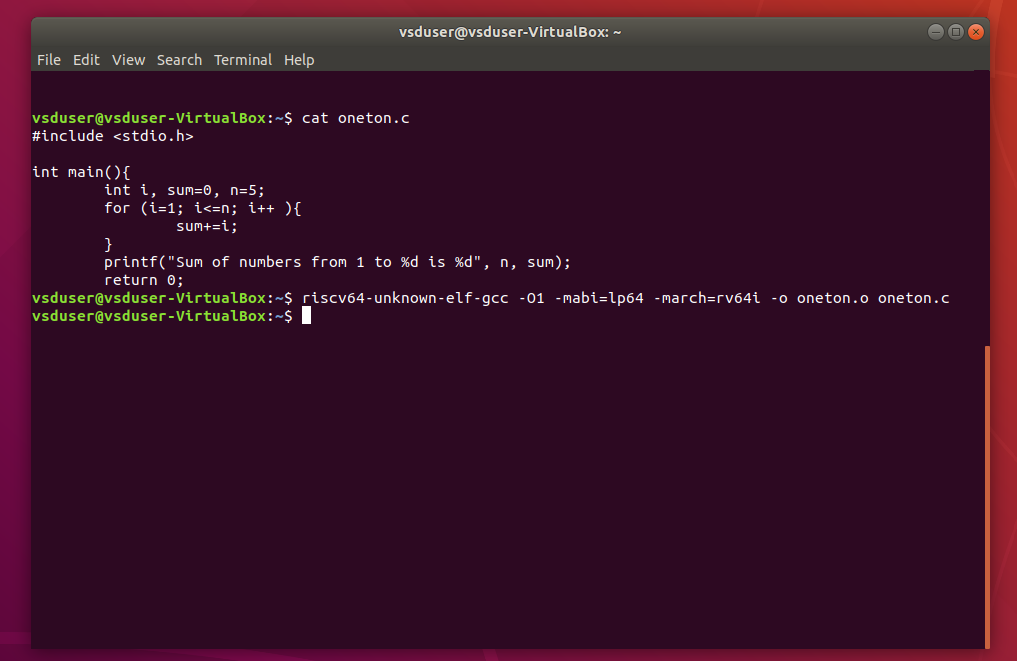 vsduser@vsduser-VirtualBox: ~
File Edit View Search Terminal Help
vsduser@vsduser-VirtualBox:~$ cat oneton.c
#include <stdio.h>
int main(){
        int i, sum=0, n=5;
        for (i=1; i<=n; i++ ){
                sum+=i;
        }
        printf("Sum of numbers from 1 to %d is %d", n, sum);
        return 0;
vsduser@vsduser-VirtualBox:~$ riscv64-unknown-elf-gcc -O1 -mabi=lp64 -march=rv64i -o oneton.o oneton.c
vsduser@vsduser-VirtualBox:~$